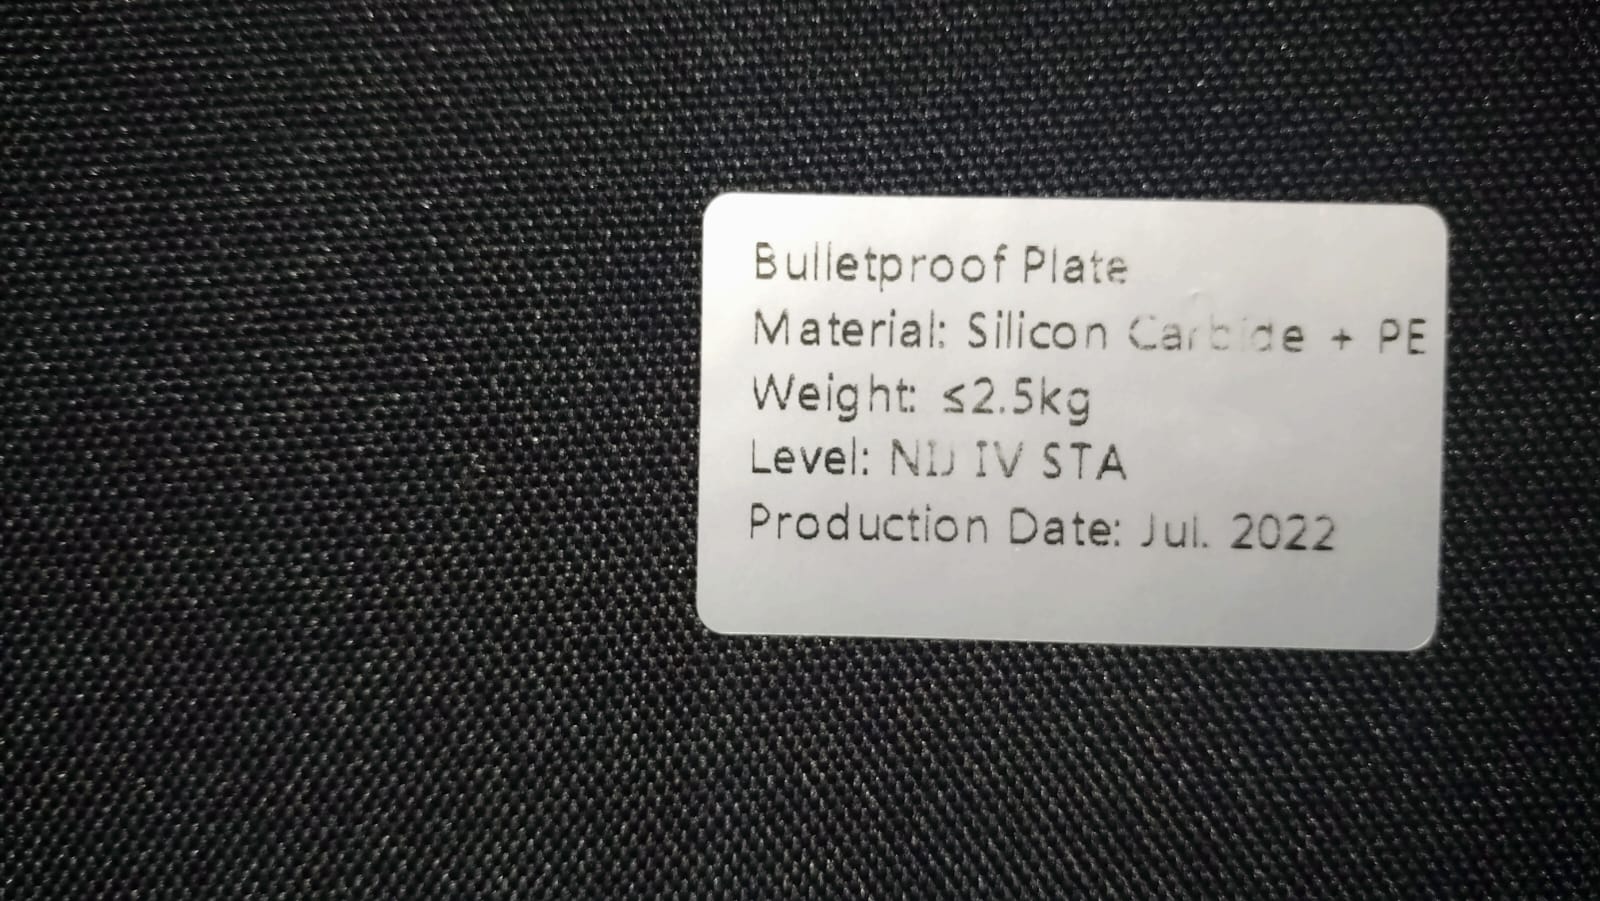 Bulletproof Plate
Material: Silicon Carbide + PE
Weight: ≤2.5kg
Level: NIJ IV STA
Production Date: Jul. 2022